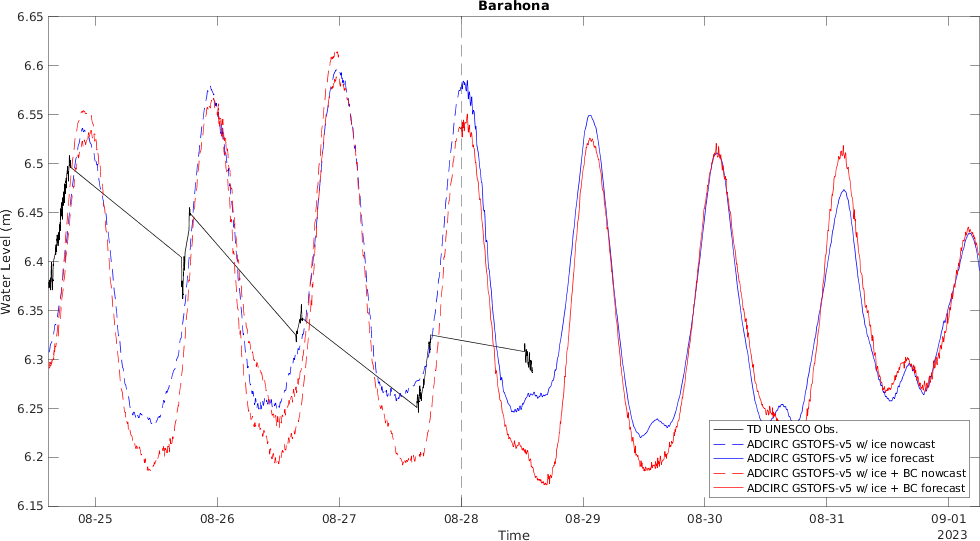 Barahona
6.65
6.6
6.55
6.5
6.45
6.4
6.35
6.3
6.25
6.2
6.15
Water Level (m)
TD UNESCO Obs.
ADCIRC GSTOFS-v5 w/ ice nowcast
ADCIRC GSTOFS-v5 w/ ice forecast
ADCIRC GSTOFS-v5 w/ ice + BC nowcast
ADCIRC GSTOFS-v5 w/ ice + BC forecast
08-25 08-26 08-27 08-28 08-29 08-30 08-31 09-01
Time 2023